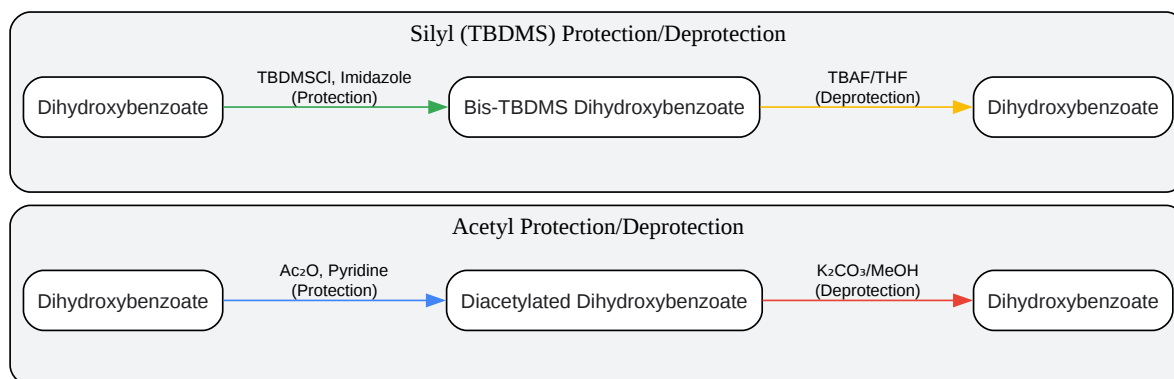 Silyl (TBDMS) Protection/Deprotection
Dihydroxybenzoate
TBDMSCl, Imidazole
(Protection)
Bis-TBDMS Dihydroxybenzoate
TBAF/THF
(Deprotection)
Dihydroxybenzoate
Acetyl Protection/Deprotection
Dihydroxybenzoate
Ac₂O, Pyridine
(Protection)
Diacetylated Dihydroxybenzoate
K₂CO₃/MeOH
(Deprotection)
Dihydroxybenzoate